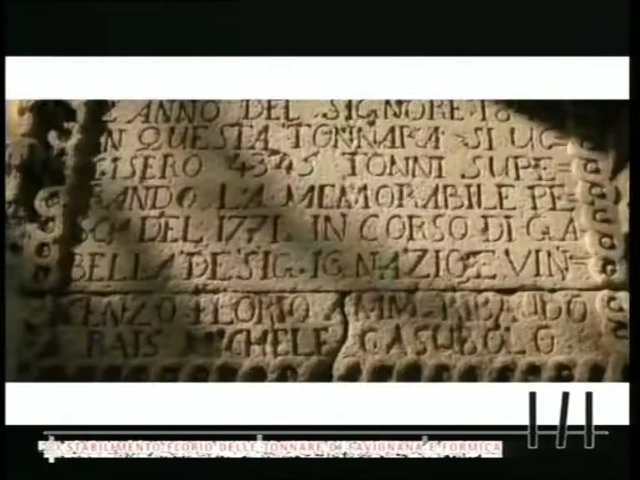 L'ANNO DEL SIGNORE 18
IN QUESTA TONNARA SI UC=
CISERO 4345 TONNI SUPE=
RANDO LA MEMORABILE PE=
SCA DEL 1771. IN CORSO DI GA
BELLA DE SIG. IGNAZIO E VIN=
CENZO FLORIO AMM. RIBAUDO
RAIS MICHELE CASUBOLO
STABILIMENTO FLORIO DELLE TONNARE DI FAVIGNANA E FORMICA